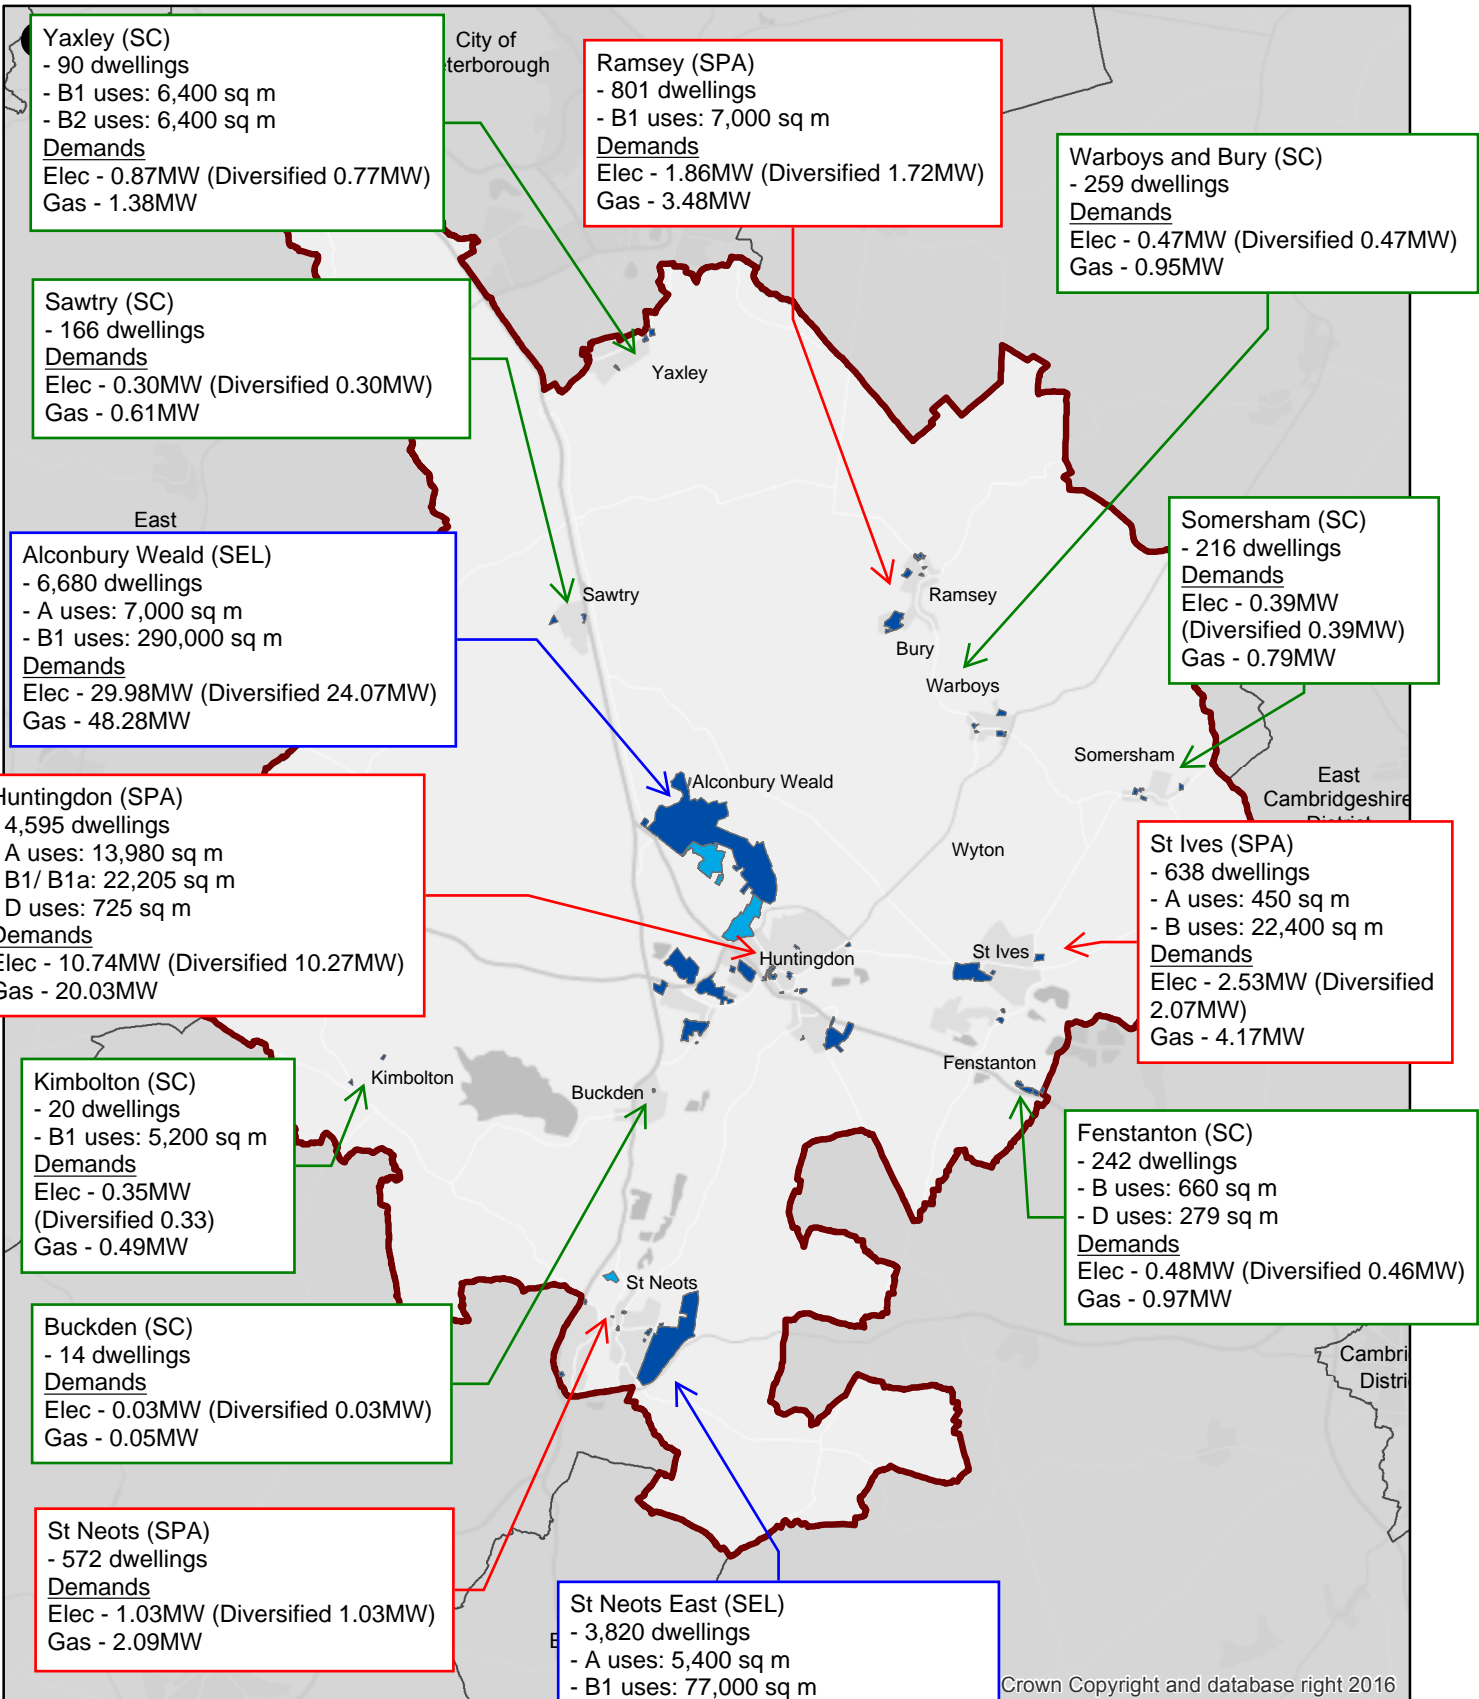 Yaxley (SC)
- 90 dwellings
- B1 uses: 6,400 sq m
- B2 uses: 6,400 sq m
Demands
Elec - 0.87MW (Diversified 0.77MW)
Gas - 1.38MW
City of
eterborough
Ramsey (SPA)
- 801 dwellings
- B1 uses: 7,000 sq m
Demands
Elec - 1.86MW (Diversified 1.72MW)
Gas - 3.48MW
Warboys and Bury (SC)
- 259 dwellings
Demands
Elec - 0.47MW (Diversified 0.47MW)
Gas - 0.95MW
Sawtry (SC)
- 166 dwellings
Demands
Elec - 0.30MW (Diversified 0.30MW)
Gas - 0.61MW
Yaxley
East
Alconbury Weald (SEL)
- 6,680 dwellings
- A uses: 7,000 sq m
- B1 uses: 290,000 sq m
Demands
Elec - 29.98MW (Diversified 24.07MW)
Gas - 48.28MW
Sawtry
Ramsey
Bury
Warboys
Somersham (SC)
- 216 dwellings
Demands
Elec - 0.39MW
(Diversified 0.39MW)
Gas - 0.79MW
Somersham
East
Cambridgeshire
District
Alconbury Weald
Wyton
Huntingdon (SPA)
4,595 dwellings
A uses: 13,980 sq m
B1/ B1a: 22,205 sq m
D uses: 725 sq m
Demands
Elec - 10.74MW (Diversified 10.27MW)
Gas - 20.03MW
Huntingdon
St Ives
St Ives (SPA)
- 638 dwellings
- A uses: 450 sq m
- B uses: 22,400 sq m
Demands
Elec - 2.53MW (Diversified
2.07MW)
Gas - 4.17MW
Kimbolton (SC)
- 20 dwellings
- B1 uses: 5,200 sq m
Demands
Elec - 0.35MW
(Diversified 0.33)
Gas - 0.49MW
Kimbolton
Buckden
Fenstanton
Fenstanton (SC)
- 242 dwellings
- B uses: 660 sq m
- D uses: 279 sq m
Demands
Elec - 0.48MW (Diversified 0.46MW)
Gas - 0.97MW
St Neots
Buckden (SC)
- 14 dwellings
Demands
Elec - 0.03MW (Diversified 0.03MW)
Gas - 0.05MW
Cambri
Distri
St Neots (SPA)
- 572 dwellings
Demands
Elec - 1.03MW (Diversified 1.03MW)
Gas - 2.09MW
St Neots East (SEL)
- 3,820 dwellings
- A uses: 5,400 sq m
- B1 uses: 77,000 sq m
Crown Copyright and database right 2016